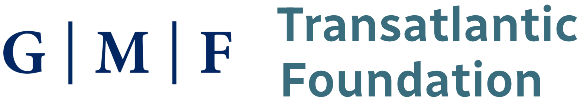 G | M | F
Transatlantic
Foundation